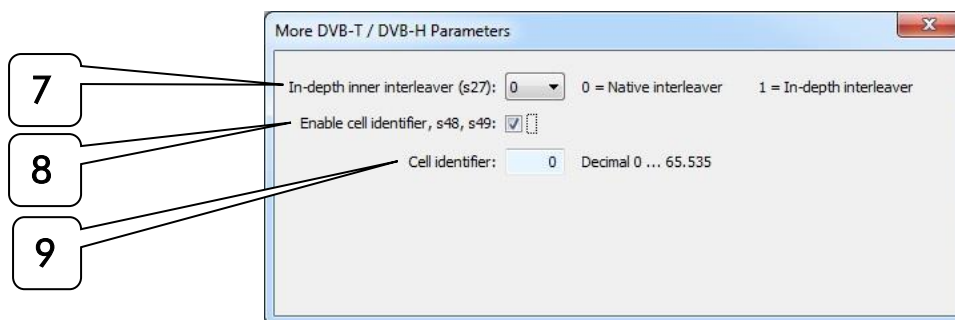 More DVB-T / DVB-H Parameters
7
In-depth inner interleaver (s27): 0 0 = Native interleaver 1 = In-depth interleaver
8
Enable cell identifier, s48, s49:
9
Cell identifier: 0 Decimal 0 ... 65.535